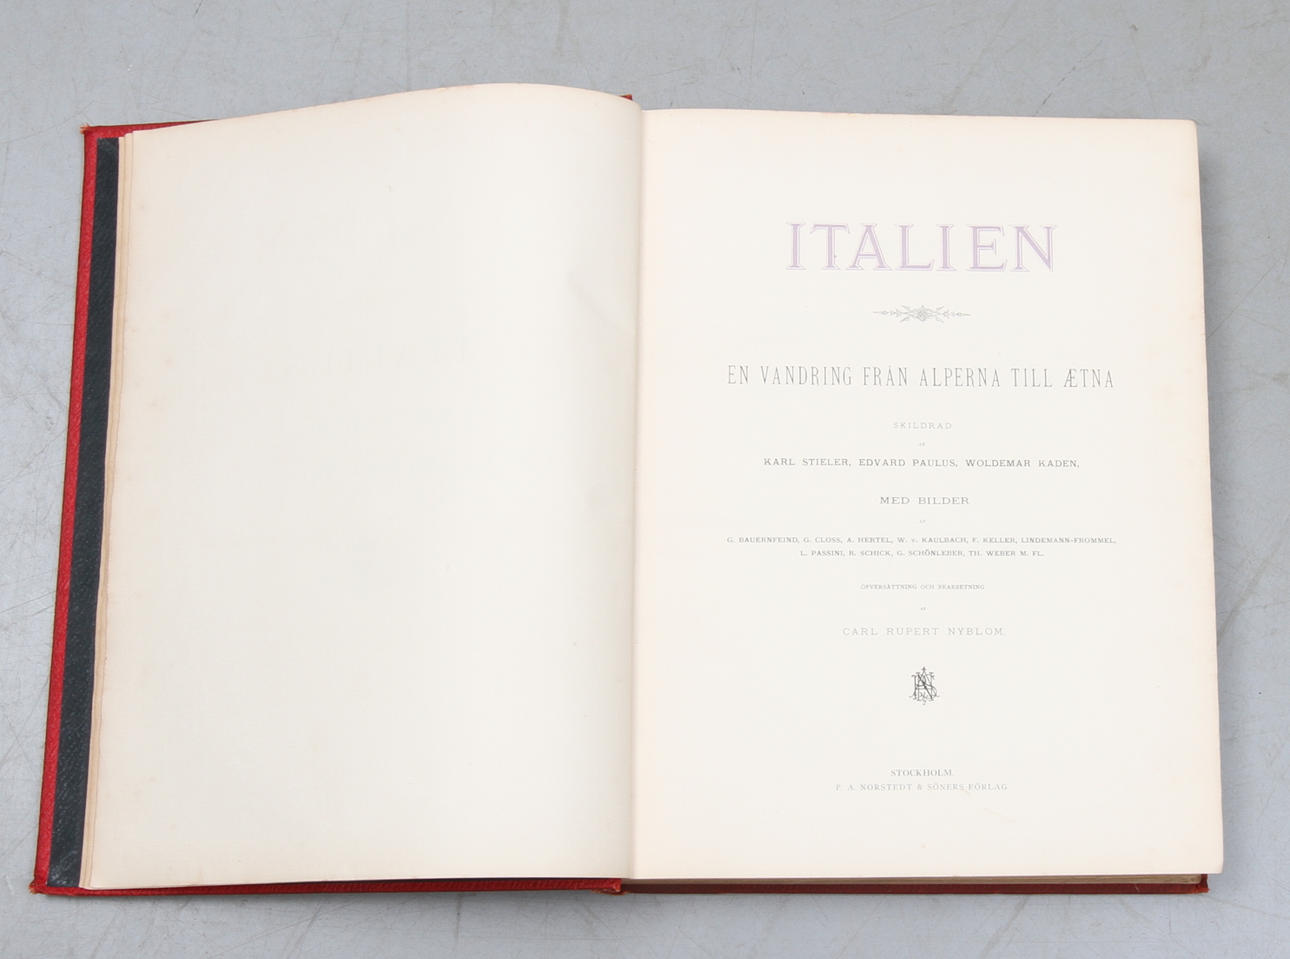 ITALIEN
EN VANDRING FRÅN ALPERNA TILL ÆTNA
SKILDRAD
AF
KARL STIELER, EDVARD PAULUS, WOLDEMAR KADEN,
MED BILDER
AF
G. BAUERNFEIND, G. CLOSS, A. HERTEL, W. v. KAULBACH, F. KELLER, LINDEMANN-FROMMEL,
L. PASSINI, R. SCHICK, G. SCHÖNLEBER, TH. WEBER M. FL.
ÖFVERSÄTTNING OCH BEARBETNING
AF
CARL RUPERT NYBLOM.
STOCKHOLM.
P. A. NORSTEDT & SÖNERS FÖRLAG